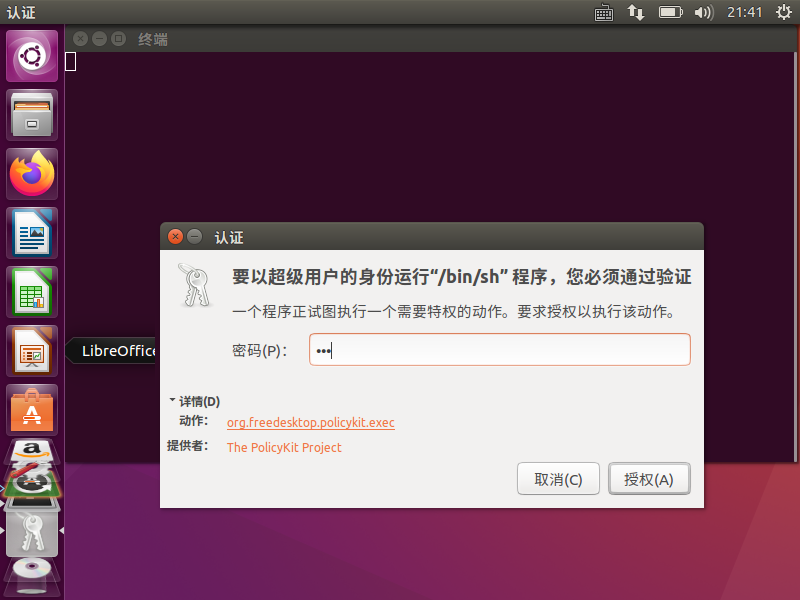 认证
21:41
终端
认证
要以超级用户的身份运行“/bin/sh” 程序，您必须通过验证
一个程序正试图执行一个需要特权的动作。要求授权以执行该动作。
密码(P)：
LibreOffice
详情(D)
动作： org.freedesktop.policykit.exec
提供者： The PolicyKit Project
取消(C) 授权(A)